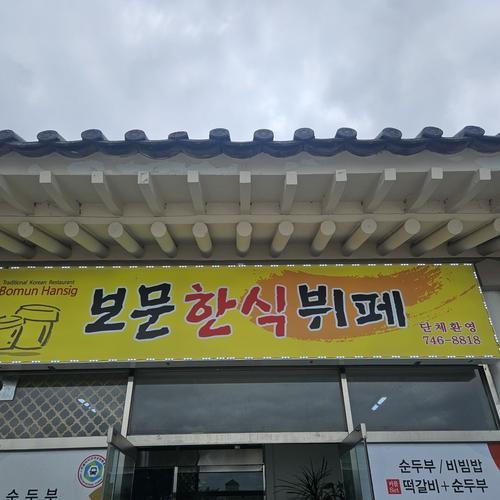 Traditional Korean Restaurant
Bomun Hansig
보문한식뷔페
단체환영
746-8818
순두부
순두부 / 비빔밥
떡갈비+순두부